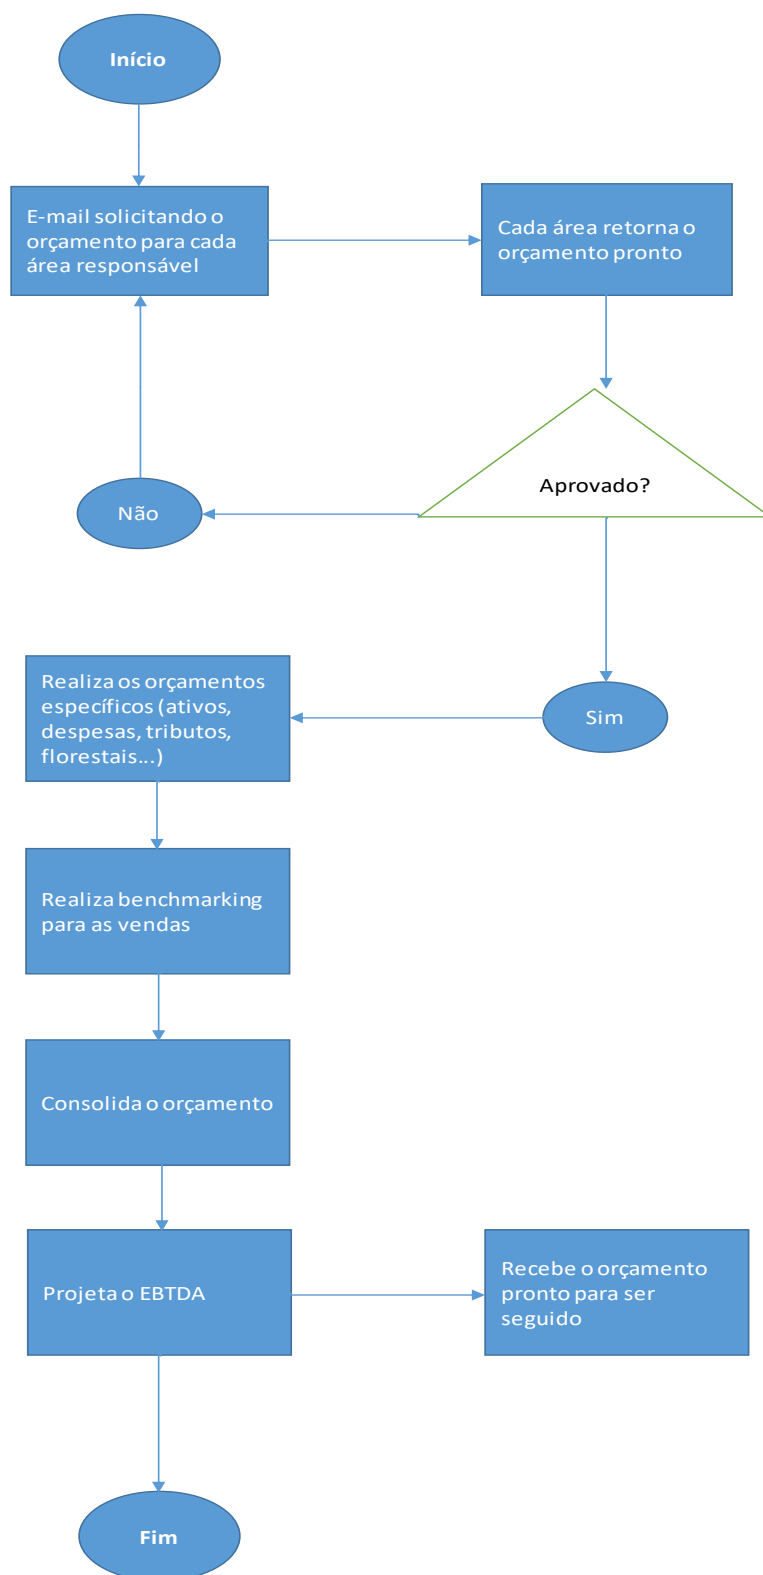 Início
E-mail solicitando o
orçamento para cada
área responsável
Cada área retorna o
orçamento pronto
Aprovado?
Não
Sim
Realiza os orçamentos
específicos (ativos,
despesas, tributos,
florestais...)
Realiza benchmarking
para as vendas
Consolida o orçamento
Projeta o EBTDA
Recebe o orçamento
pronto para ser
seguido
Fim